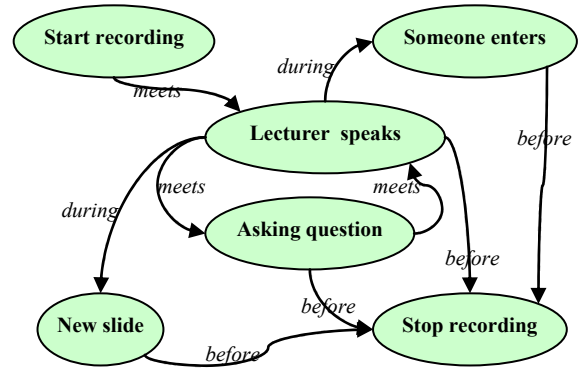 Start recording
Someone enters
during
meets
Lecturer speaks
before
meets
meets
during
Asking question
before
before
New slide
Stop recording
before